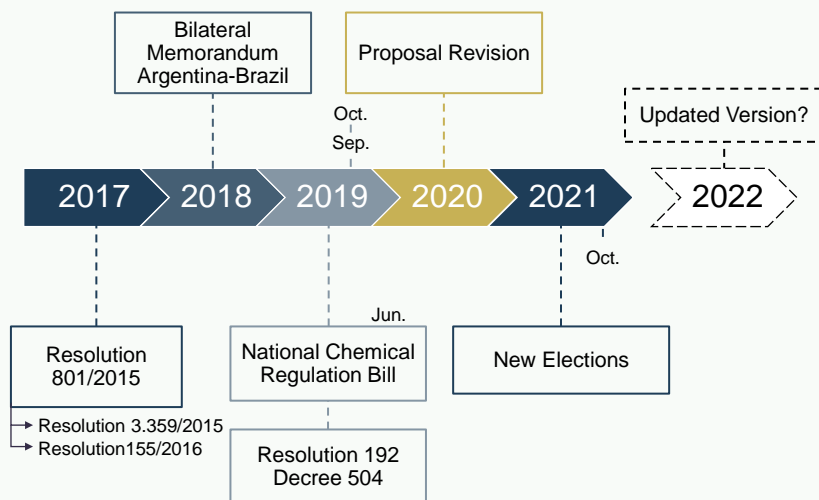 Bilateral
Memorandum
Argentina-Brazil
Proposal Revision
Updated Version?
Oct.
Sep.
2017
2018
2019
2020
2021
2022
Oct.
Jun.
Resolution
801/2015
National Chemical
Regulation Bill
New Elections
Resolution 3.359/2015
Resolution155/2016
Resolution 192
Decree 504